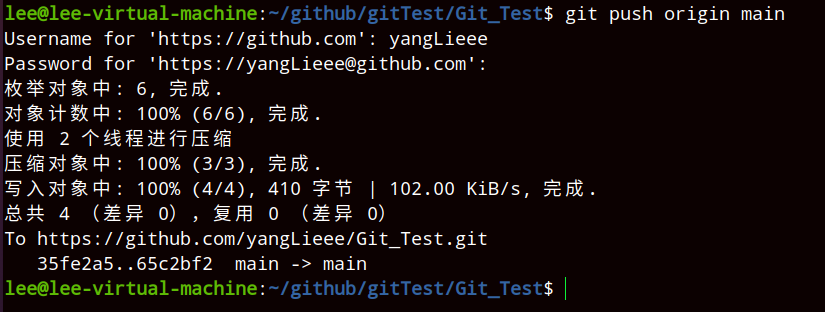 lee@lee-virtual-machine:~/github/gitTest/Git_Test$ git push origin main
Username for 'https://github.com': yangLieee
Password for 'https://yangLieee@github.com':
枚举对象中: 6, 完成.
对象计数中: 100% (6/6), 完成.
使用 2 个线程进行压缩
压缩对象中: 100% (3/3), 完成.
写入对象中: 100% (4/4), 410 字节 | 102.00 KiB/s, 完成.
总共 4 （差异 0），复用 0 （差异 0）
To https://github.com/yangLieee/Git_Test.git
   35fe2a5..65c2bf2  main -> main
lee@lee-virtual-machine:~/github/gitTest/Git_Test$